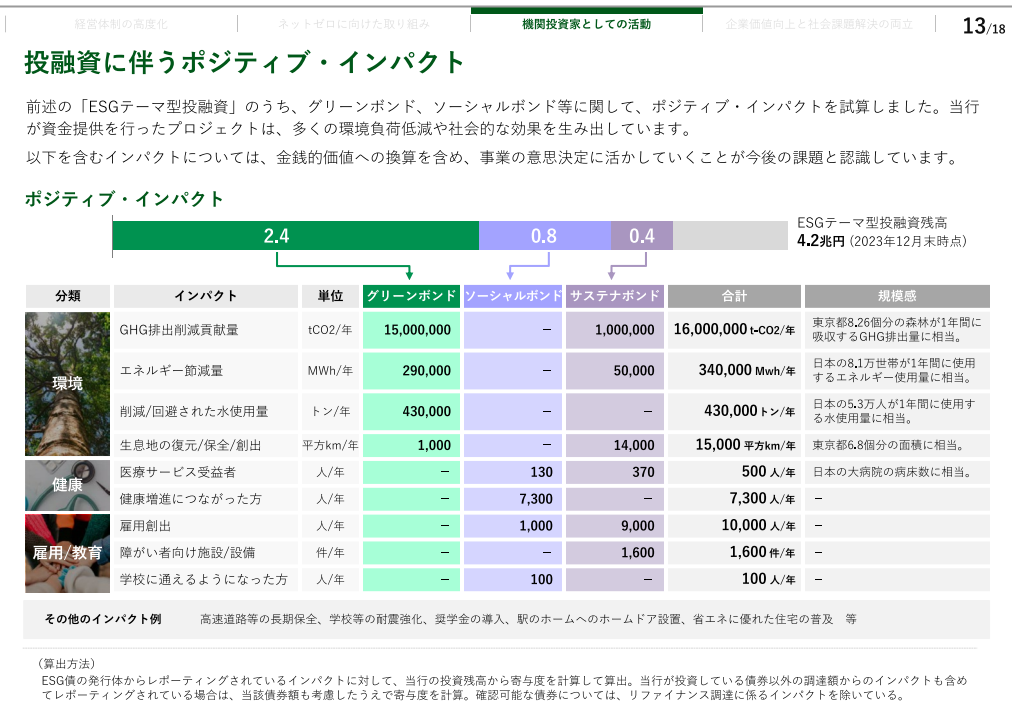 経営体制の高度化
ネットゼロに向けた取り組み
機関投資家としての活動
企業価値向上と社会課題解決の両立
13/18
投融資に伴うポジティブ・インパクト
前述の「ESGテーマ型投融資」のうち、グリーンボンド、ソーシャルボンド等に関して、ポジティブ・インパクトを試算しました。当行
が資金提供を行ったプロジェクトは、多くの環境負荷低減や社会的な効果を生み出しています。
以下を含むインパクトについては、金銭的価値への換算を含め、事業の意思決定に活かしていくことが今後の課題と認識しています。
ポジティブ・インパクト
2.4 0.8 0.4
ESGテーマ型投融資残高
4.2兆円（2023年12月末時点）
分類 インパクト 単位 グリーンボンド ソーシャルボンド サステナボンド 合計 規模感
環境
GHG排出削減貢献量 tCO2/年 15,000,000 – 1,000,000 16,000,000 t-CO2/年 東京都8.26個分の森林が1年間に
吸収するGHG排出量に相当。
エネルギー節減量 MWh/年 290,000 – 50,000 340,000 Mwh/年 日本の8.1万世帯が1年間に使用
するエネルギー使用量に相当。
削減/回避された水使用量 トン/年 430,000 – – 430,000 トン/年 日本の5.3万人が1年間に使用す
る水使用量に相当。
生息地の復元/保全/創出 平方km/年 1,000 – 14,000 15,000 平方km/年 東京都6.8個分の面積に相当。
健康
医療サービス受益者 人/年 – 130 370 500 人/年 日本の大病院の病床数に相当。
健康増進につながった方 人/年 – 7,300 – 7,300 人/年 –
雇用/教育
雇用創出 人/年 – 1,000 9,000 10,000 人/年 –
障がい者向け施設/設備 件/年 – – 1,600 1,600 件/年 –
学校に通えるようになった方 人/年 – 100 – 100 人/年 –
その他のインパクト例 高速道路等の長期保全、学校等の耐震強化、奨学金の導入、駅のホームへのホームドア設置、省エネに優れた住宅の普及 等
（算出方法）
ESG債の発行体からレポーティングされているインパクトに対して、当行の投資残高から寄与度を計算して算出。当行が投資している債券以外の調達額からのインパクトも含め
てレポーティングされている場合は、当該債券額も考慮したうえで寄与度を計算。確認可能な債券については、リファイナンス調達に係るインパクトを除いている。